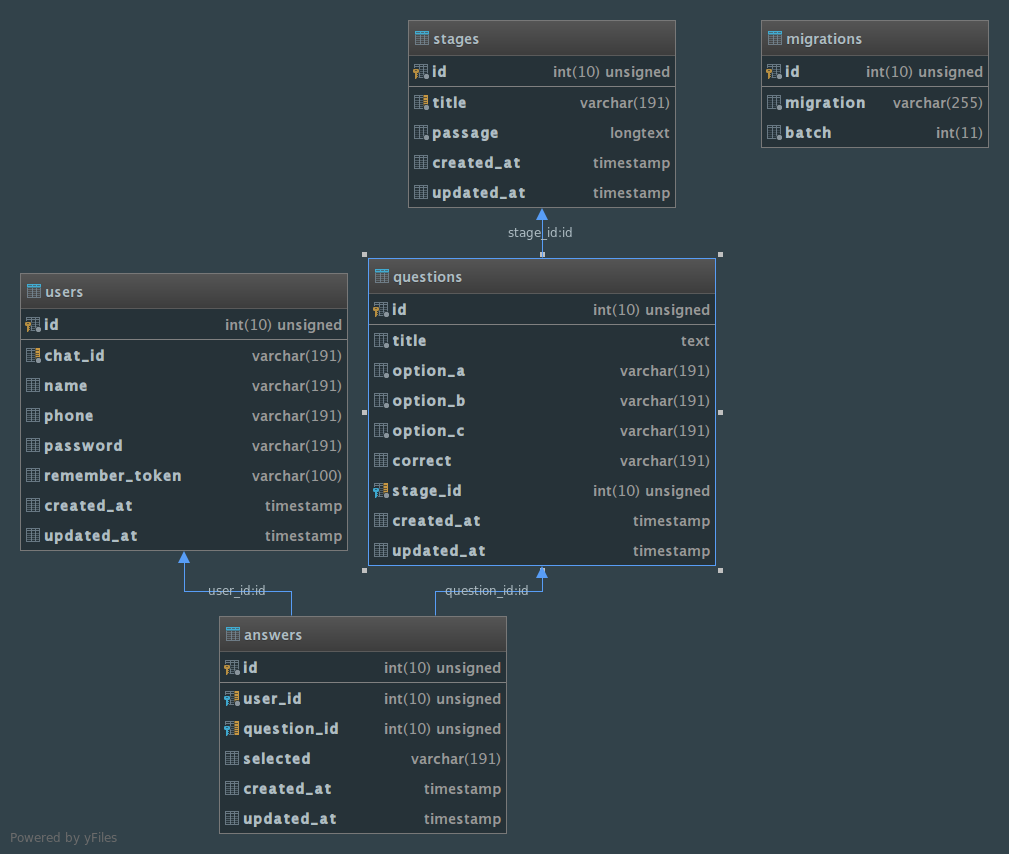 stages
id int(10) unsigned
title varchar(191)
passage longtext
created_at timestamp
updated_at timestamp
migrations
id int(10) unsigned
migration varchar(255)
batch int(11)
stage_id:id
users
id int(10) unsigned
chat_id varchar(191)
name varchar(191)
phone varchar(191)
password varchar(191)
remember_token varchar(100)
created_at timestamp
updated_at timestamp
questions
id int(10) unsigned
title text
option_a varchar(191)
option_b varchar(191)
option_c varchar(191)
correct varchar(191)
stage_id int(10) unsigned
created_at timestamp
updated_at timestamp
user_id:id
question_id:id
answers
id int(10) unsigned
user_id int(10) unsigned
question_id int(10) unsigned
selected varchar(191)
created_at timestamp
updated_at timestamp
Powered by yFiles